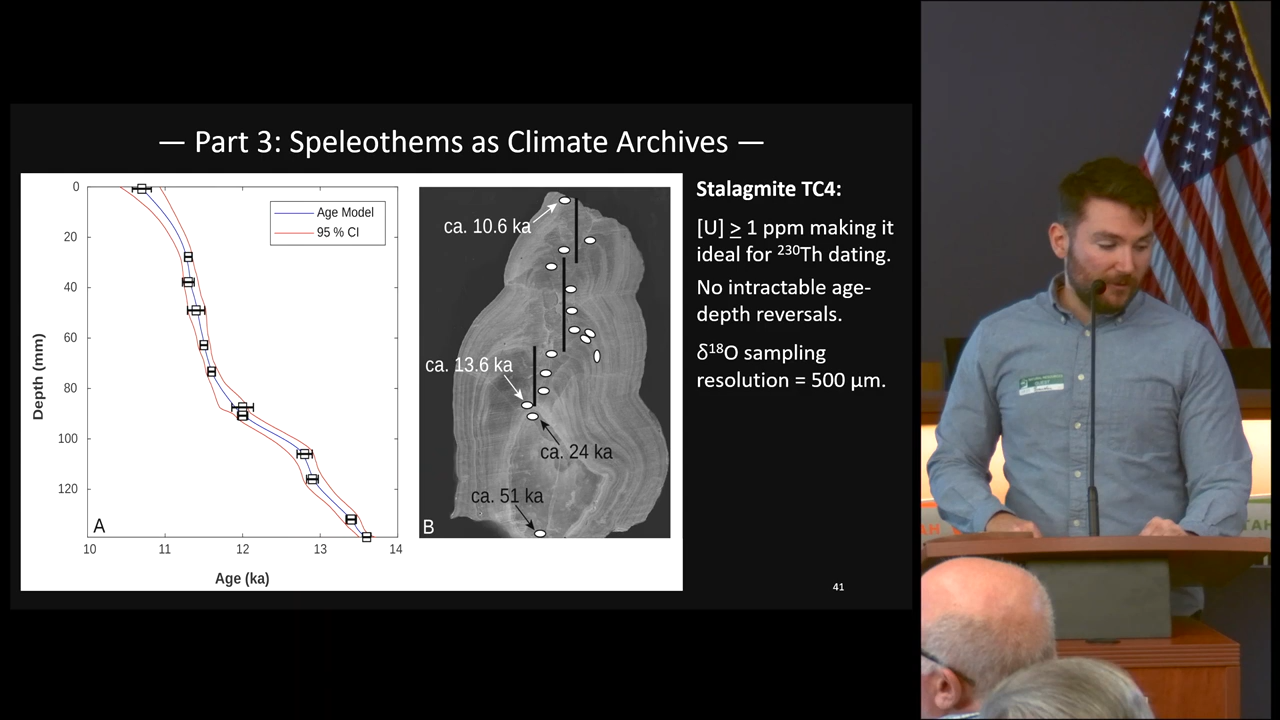 — Part 3: Speleothems as Climate Archives —
0
20
40
60
80
100
120
Depth (mm)
Age Model
95 % CI
A
10
11
12
13
14
Age (ka)
ca. 10.6 ka
ca. 13.6 ka
ca. 24 ka
ca. 51 ka
B
Stalagmite TC4:
[U] ≥ 1 ppm making it
ideal for ²³⁰Th dating.
No intractable age-
depth reversals.
δ¹⁸O sampling
resolution = 500 µm.
41